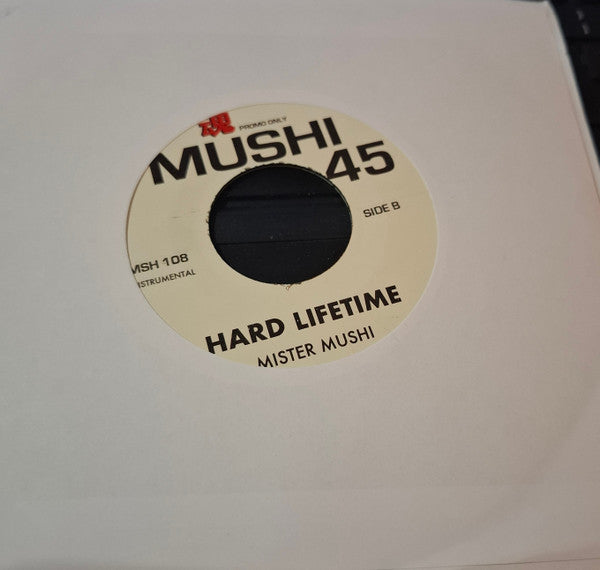 魂 PROMO ONLY
MUSHI
45
SIDE B
MSH 108
INSTRUMENTAL
HARD LIFETIME
MISTER MUSHI